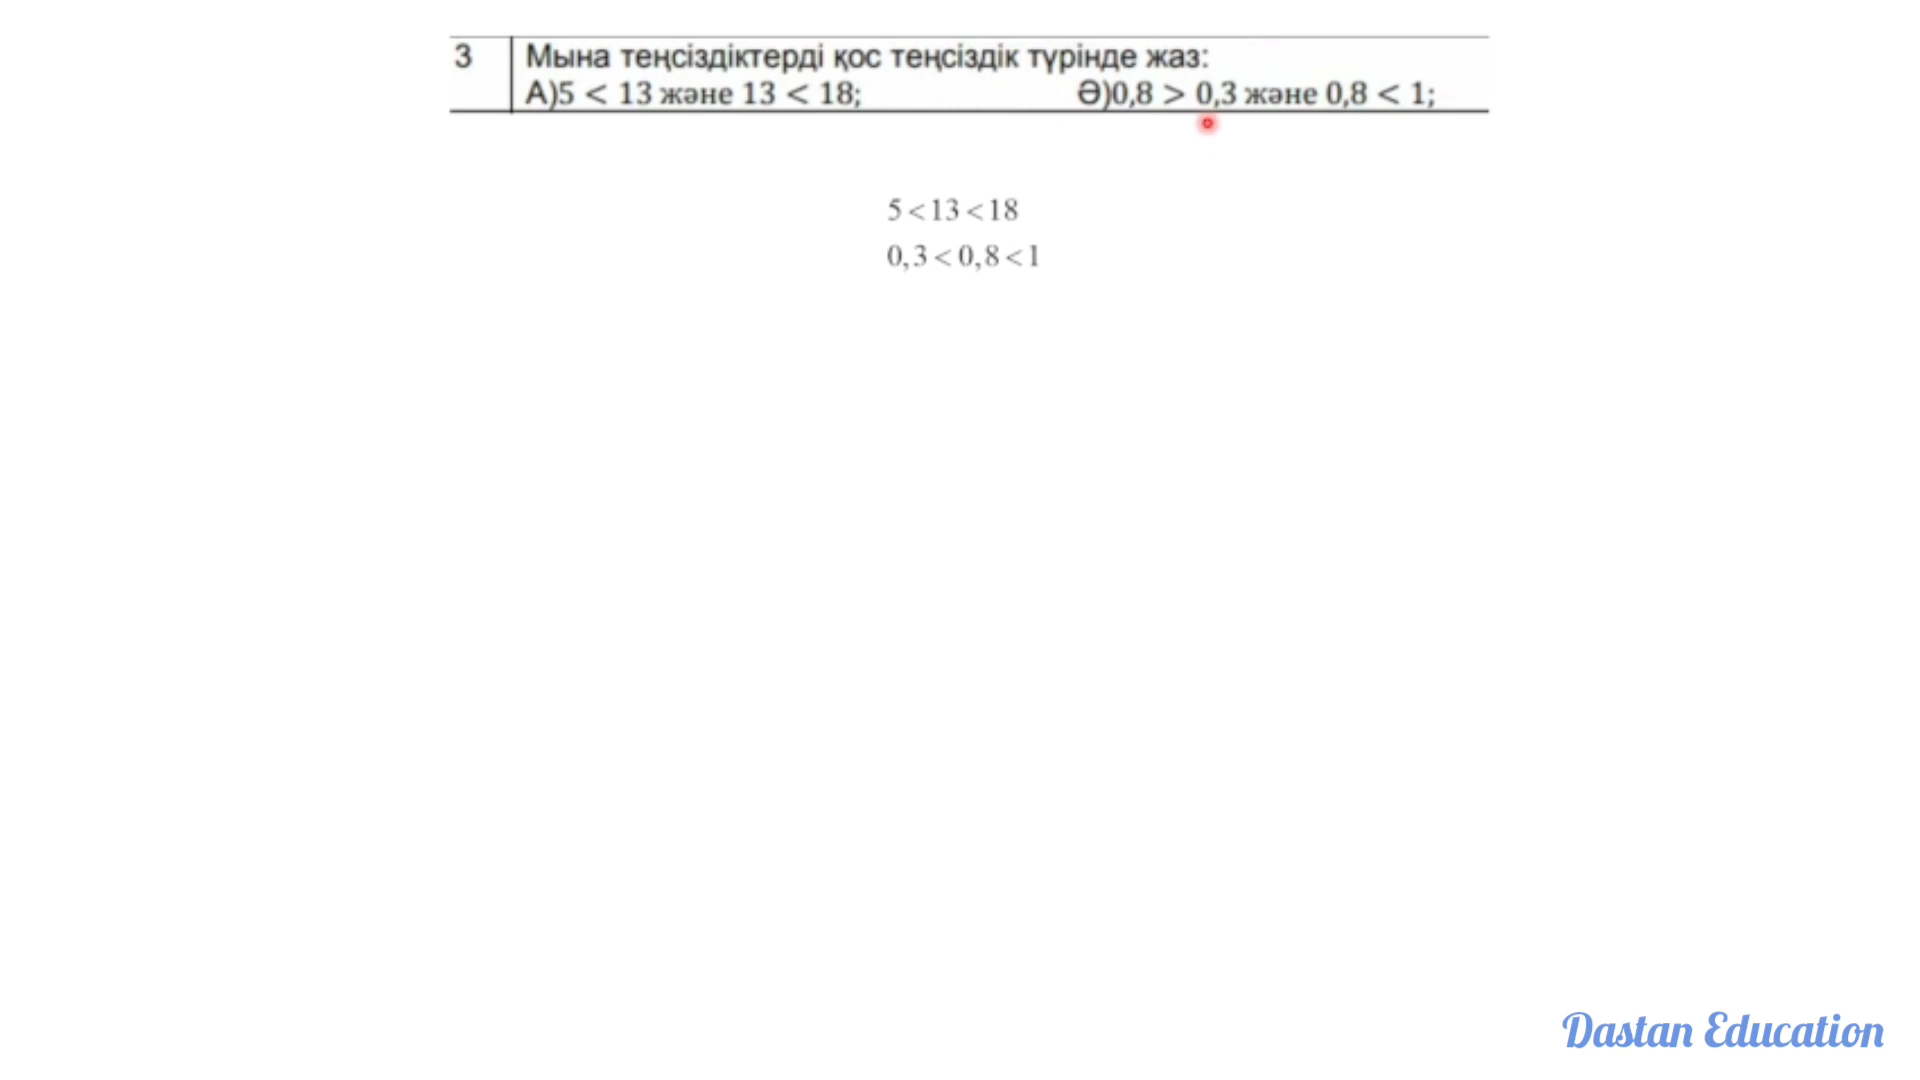 3 Мына теңсіздіктерді қос теңсіздік түрінде жаз:
А)5 < 13 және 13 < 18; Ә)0,8 > 0,3 және 0,8 < 1;
5<13<18
0,3<0,8<1
Dastan Education